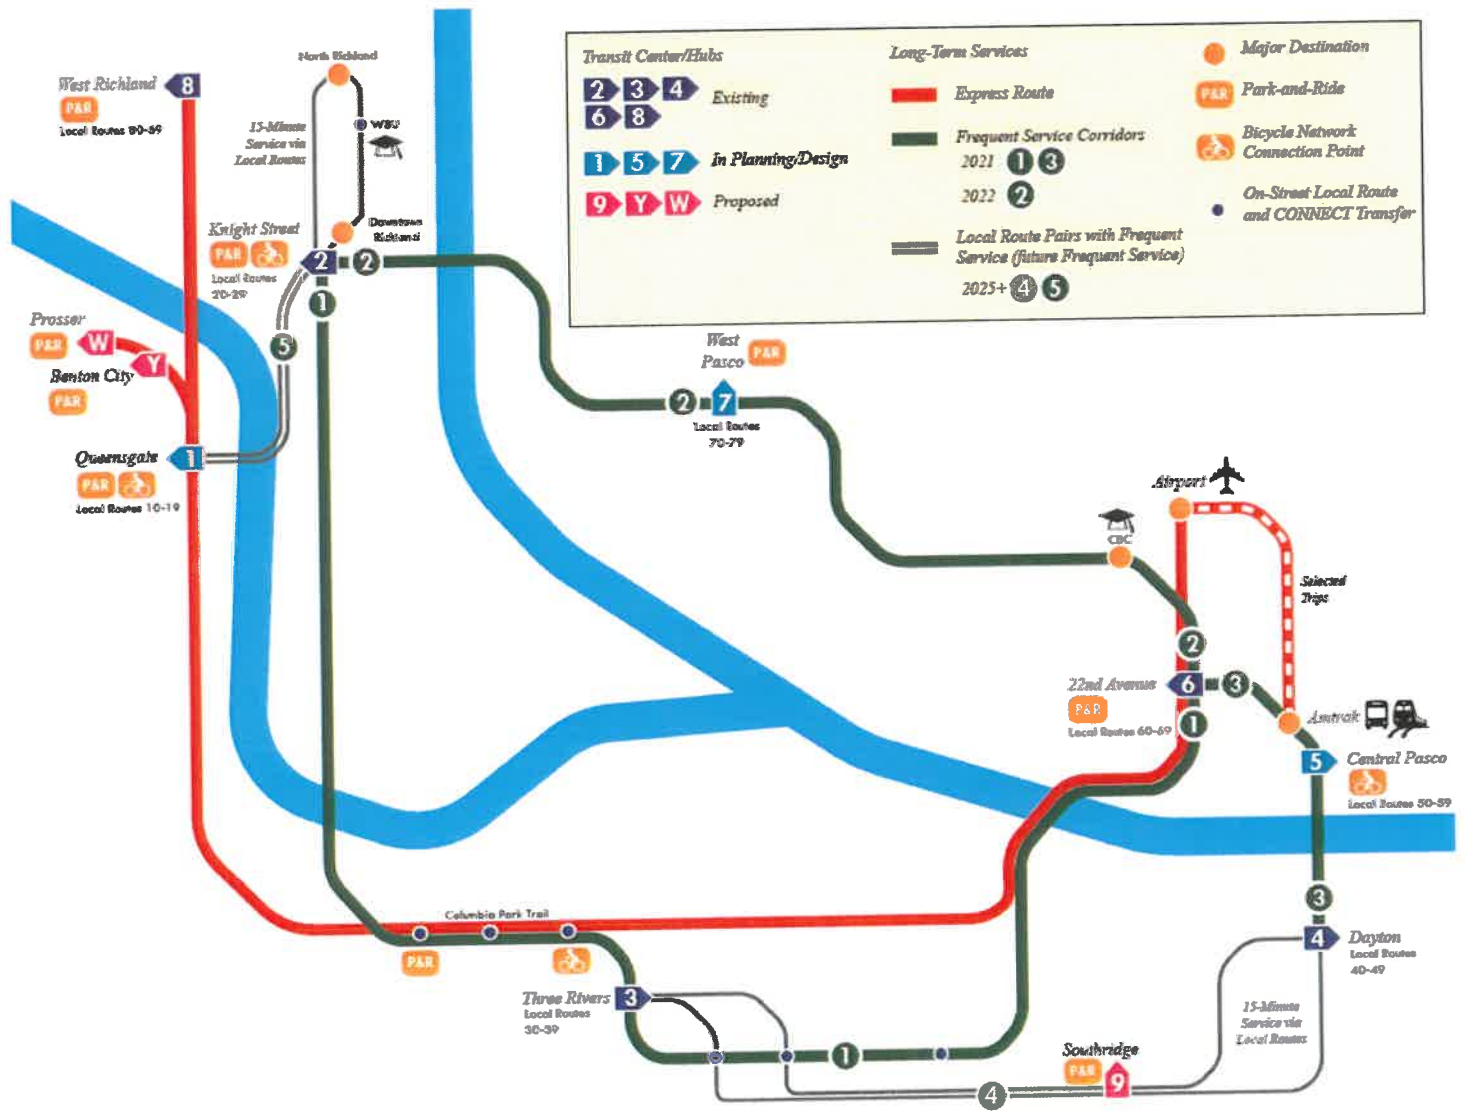 North Richland
West Richland
8
P&R
Local Routes 80-89
15-Minute
Service via
Local Routes
WSU
Knight Street
P&R
Local Routes
20-29
Downtown
Richland
2
2
1
5
Prosser
P&R
W
Y
Benton City
P&R
Queensgate
1
P&R
Local Routes 10-19
Transit Center/Hubs
2 3 4
6 8
Existing
1 5 7
In Planning/Design
9 Y W
Proposed
Long-Term Services
Express Route
Frequent Service Corridors
2021 1 3
2022 2
Local Route Pairs with Frequent
Service (future Frequent Service)
2025+ 4 5
Major Destination
P&R
Park-and-Ride
Bicycle Network
Connection Point
On-Street Local Route
and CONNECT Transfer
West
Pasco
P&R
2
7
Local Routes
70-79
Airport
CBC
Selected
Trips
2
22nd Avenue
6
3
P&R
Local Routes 60-69
1
Amtrak
5
Central Pasco
Local Routes 50-59
3
4
Dayton
Local Routes
40-49
Columbia Park Trail
P&R
Three Rivers
3
Local Routes
30-39
1
15-Minute
Service via
Local Routes
Southridge
P&R
9
4